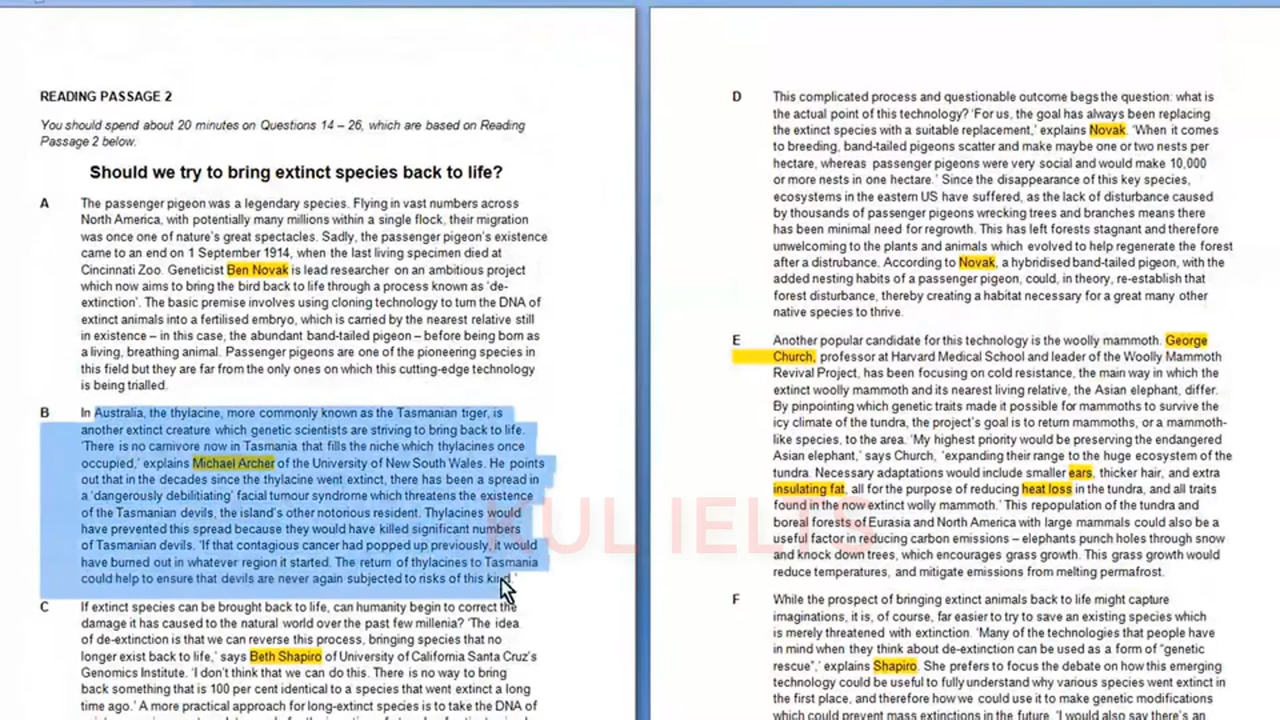 READING PASSAGE 2
You should spend about 20 minutes on Questions 14 – 26, which are based on Reading
Passage 2 below.
Should we try to bring extinct species back to life?
A
The passenger pigeon was a legendary species. Flying in vast numbers across
North America, with potentially many millions within a single flock, their migration
was once one of nature's great spectacles. Sadly, the passenger pigeon's existence
came to an end on 1 September 1914, when the last living specimen died at
Cincinnati Zoo. Geneticist Ben Novak is lead researcher on an ambitious project
which now aims to bring the bird back to life through a process known as 'de-
extinction'. The basic premise involves using cloning technology to turn the DNA of
extinct animals into a fertilised embryo, which is carried by the nearest relative still
in existence – in this case, the abundant band-tailed pigeon – before being born as
a living, breathing animal. Passenger pigeons are one of the pioneering species in
this field but they are far from the only ones on which this cutting-edge technology
is being trialled.
B
In Australia, the thylacine, more commonly known as the Tasmanian tiger, is
another extinct creature which genetic scientists are striving to bring back to life.
'There is no carnivore now in Tasmania that fills the niche which thylacines once
occupied,' explains Michael Archer of the University of New South Wales. He points
out that in the decades since the thylacine went extinct, there has been a spread in
a 'dangerously debilitating' facial tumour syndrome which threatens the existence
of the Tasmanian devils, the island's other notorious resident. Thylacines would
have prevented this spread because they would have killed significant numbers
of Tasmanian devils. 'If that contagious cancer had popped up previously, it would
have burned out in whatever region it started. The return of thylacines to Tasmania
could help to ensure that devils are never again subjected to risks of this kind.'
C
If extinct species can be brought back to life, can humanity begin to correct the
damage it has caused to the natural world over the past few millenia? 'The idea
of de-extinction is that we can reverse this process, bringing species that no
longer exist back to life,' says Beth Shapiro of University of California Santa Cruz's
Genomics Institute. 'I don't think that we can do this. There is no way to bring
back something that is 100 per cent identical to a species that went extinct a long
time ago.' A more practical approach for long-extinct species is to take the DNA of
D
This complicated process and questionable outcome begs the question: what is
the actual point of this technology? 'For us, the goal has always been replacing
the extinct species with a suitable replacement,' explains Novak. 'When it comes
to breeding, band-tailed pigeons scatter and make maybe one or two nests per
hectare, whereas passenger pigeons were very social and would make 10,000
or more nests in one hectare.' Since the disappearance of this key species,
ecosystems in the eastern US have suffered, as the lack of disturbance caused
by thousands of passenger pigeons wrecking trees and branches means there
has been minimal need for regrowth. This has left forests stagnant and therefore
unwelcoming to the plants and animals which evolved to help regenerate the forest
after a distrubance. According to Novak, a hybridised band-tailed pigeon, with the
added nesting habits of a passenger pigeon, could, in theory, re-establish that
forest disturbance, thereby creating a habitat necessary for a great many other
native species to thrive.
E
Another popular candidate for this technology is the woolly mammoth. George
Church, professor at Harvard Medical School and leader of the Woolly Mammoth
Revival Project, has been focusing on cold resistance, the main way in which the
extinct woolly mammoth and its nearest living relative, the Asian elephant, differ.
By pinpointing which genetic traits made it possible for mammoths to survive the
icy climate of the tundra, the project's goal is to return mammoths, or a mammoth-
like species, to the area. 'My highest priority would be preserving the endangered
Asian elephant,' says Church, 'expanding their range to the huge ecosystem of the
tundra. Necessary adaptations would include smaller ears, thicker hair, and extra
insulating fat, all for the purpose of reducing heat loss in the tundra, and all traits
found in the now extinct wolly mammoth.' This repopulation of the tundra and
boreal forests of Eurasia and North America with large mammals could also be a
useful factor in reducing carbon emissions – elephants punch holes through snow
and knock down trees, which encourages grass growth. This grass growth would
reduce temperatures, and mitigate emissions from melting permafrost.
F
While the prospect of bringing extinct animals back to life might capture
imaginations, it is, of course, far easier to try to save an existing species which
is merely threatened with extinction. 'Many of the technologies that people have
in mind when they think about de-extinction can be used as a form of "genetic
rescue",' explains Shapiro. She prefers to focus the debate on how this emerging
technology could be useful to fully understand why various species went extinct in
the first place, and therefore how we could use it to make genetic modifications
which could prevent mass extinctions in the future. 'I would also say there's an
KUL IELTS